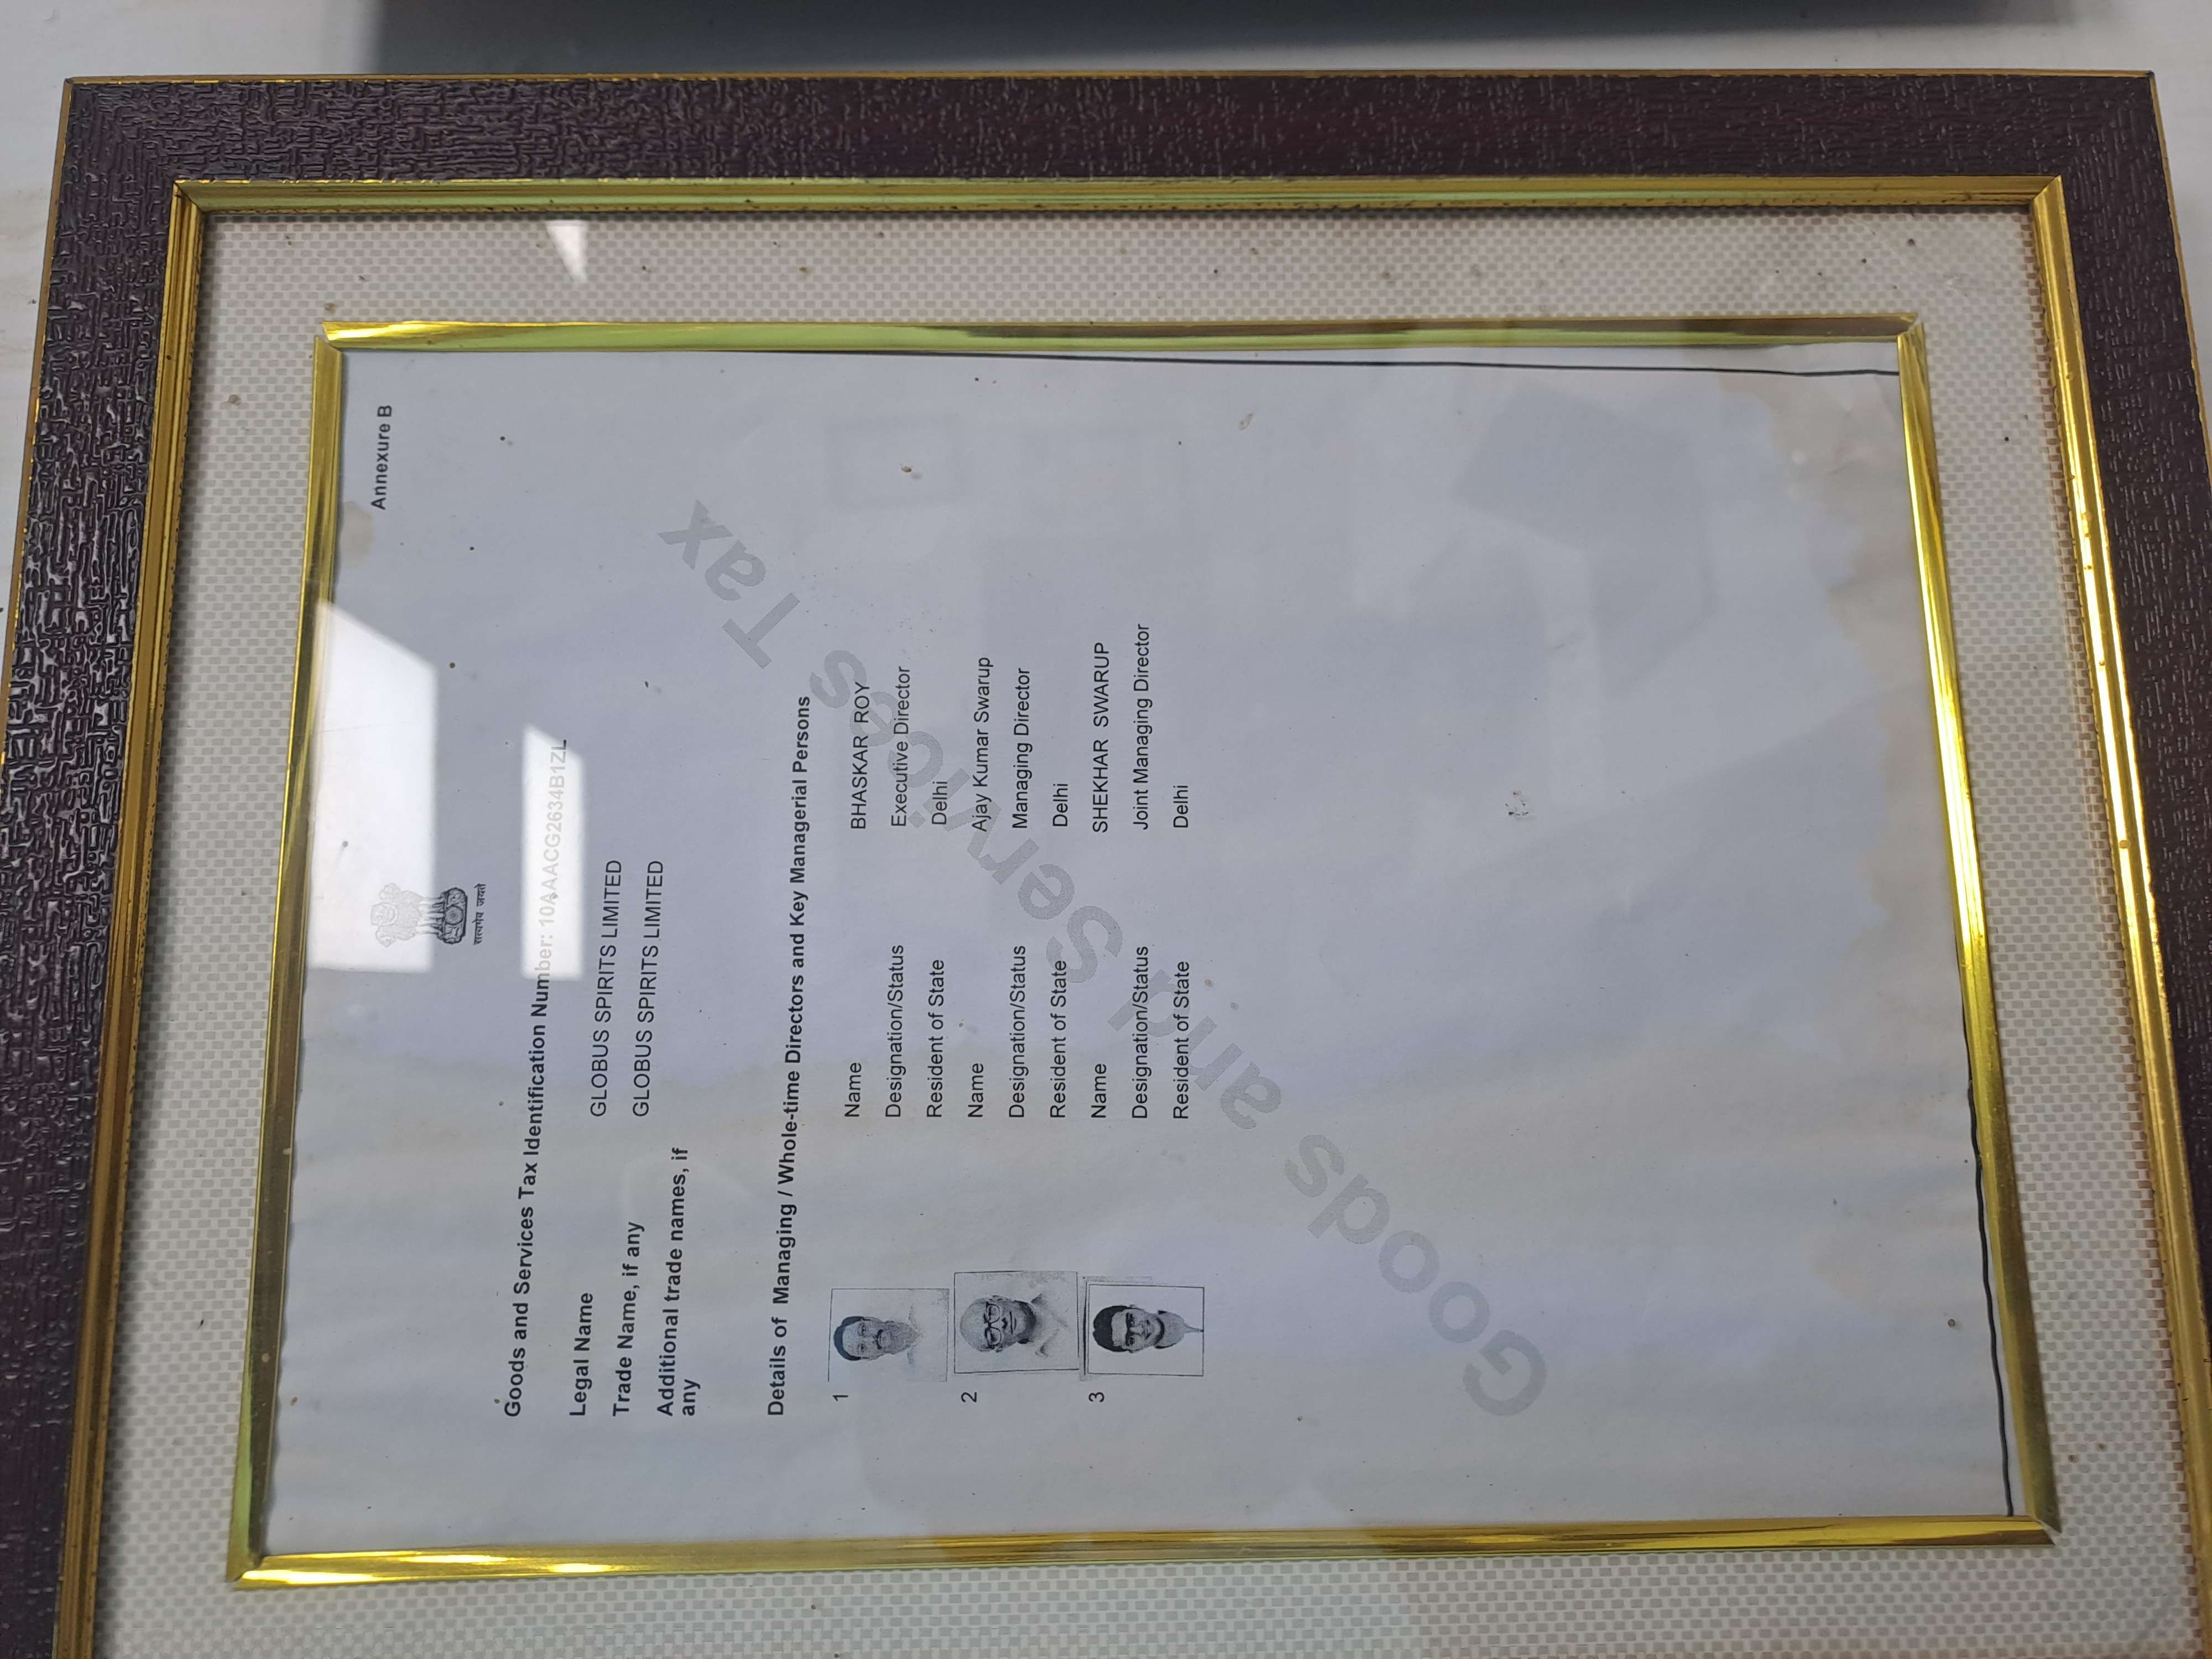 Annexure B
सत्यमेव जयते
Goods and Services Tax Identification Number: 10AAACG2634B1ZL
Legal Name GLOBUS SPIRITS LIMITED
Trade Name, if any GLOBUS SPIRITS LIMITED
Additional trade names, if
any
Details of Managing / Whole-time Directors and Key Managerial Persons
1 Name BHASKAR ROY
Designation/Status Executive Director
Resident of State Delhi
2 Name Ajay Kumar Swarup
Designation/Status Managing Director
Resident of State Delhi
3 Name SHEKHAR SWARUP
Designation/Status Joint Managing Director
Resident of State Delhi
Goods and Services Tax